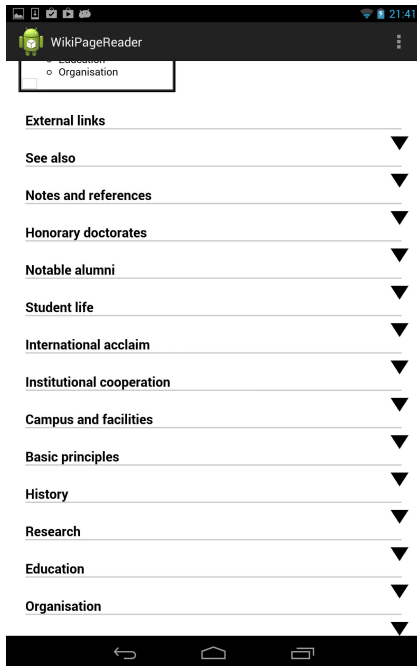 21:41
WikiPageReader
Education
Organisation
External links
See also
Notes and references
Honorary doctorates
Notable alumni
Student life
International acclaim
Institutional cooperation
Campus and facilities
Basic principles
History
Research
Education
Organisation